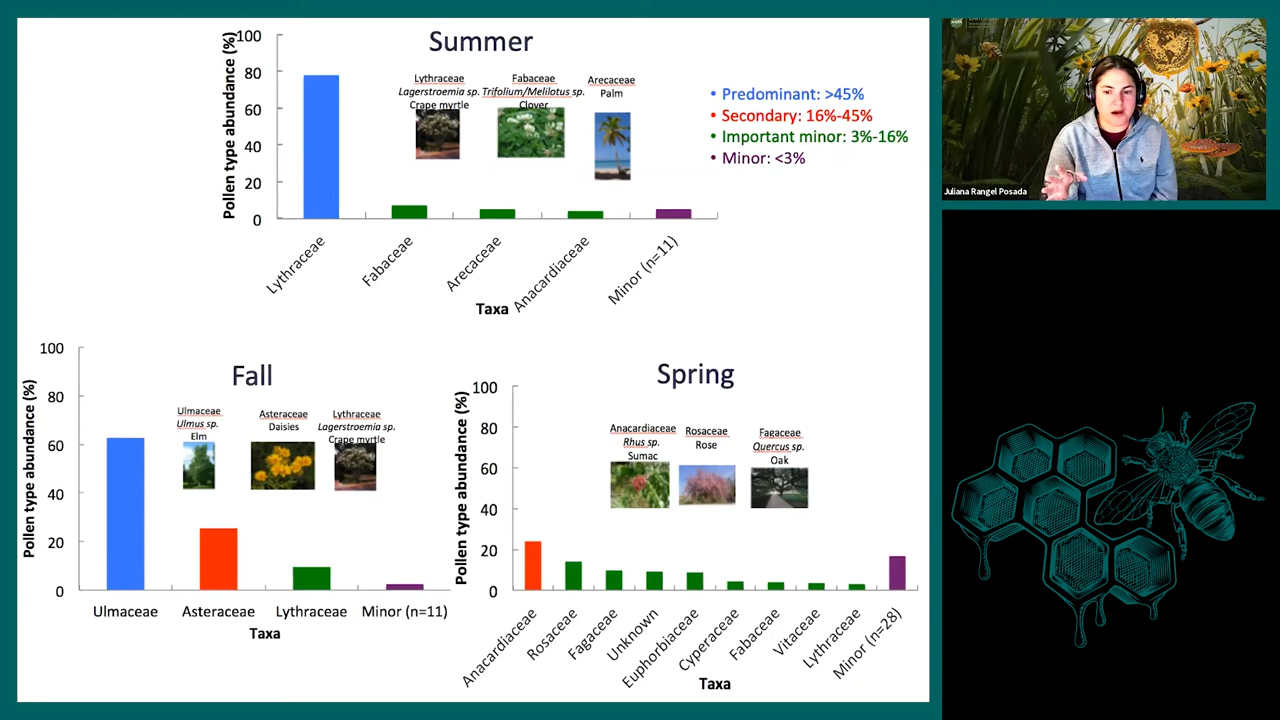 Summer
Pollen type abundance (%)
100
80
60
40
20
0
Lythraceae
Lagerstroemia sp.
Crape myrtle
Fabaceae
Trifolium/Melilotus sp.
Clover
Arecaceae
Palm
• Predominant: >45%
• Secondary: 16%-45%
• Important minor: 3%-16%
• Minor: <3%
Lythraceae
Fabaceae
Arecaceae
Anacardiaceae
Minor (n=11)
Taxa
Juliana Rangel Posada
Fall
Pollen type abundance (%)
100
80
60
40
20
0
Ulmaceae
Ulmus sp.
Elm
Asteraceae
Daisies
Lythraceae
Lagerstroemia sp.
Crape myrtle
Ulmaceae
Asteraceae
Lythraceae
Minor (n=11)
Taxa
Spring
Pollen type abundance (%)
100
80
60
40
20
0
Anacardiaceae
Rhus sp.
Sumac
Rosaceae
Rose
Fagaceae
Quercus sp.
Oak
Anacardiaceae
Rosaceae
Fagaceae
Unknown
Euphorbiaceae
Cyperaceae
Fabaceae
Vitaceae
Lythraceae
Minor (n=28)
Taxa